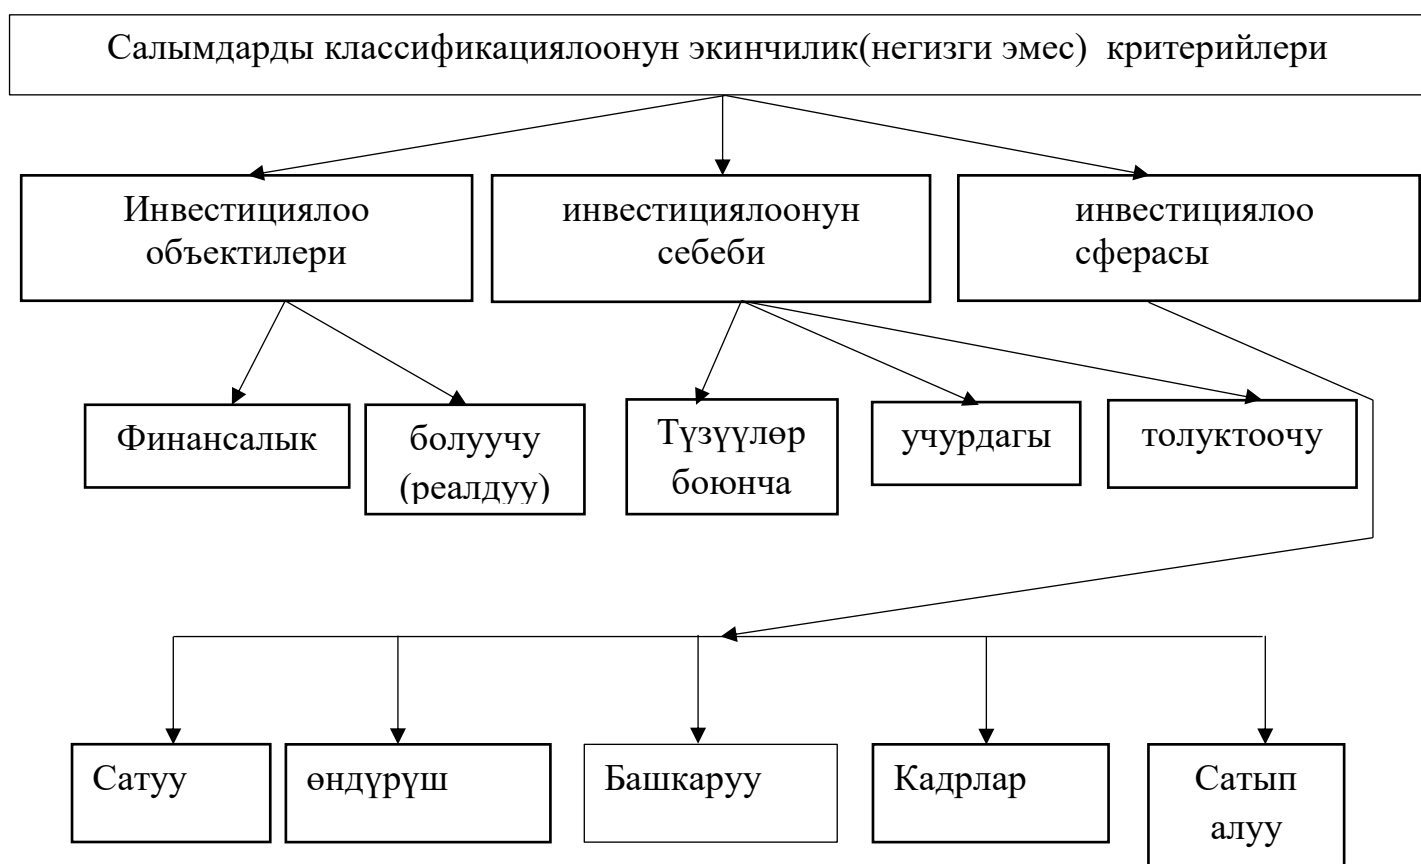 Салымдарды классификациялоонун экинчилик(негизги эмес) критерийлери
Инвестициялоо
объектилери
инвестициялоонун
себеби
инвестициялоо
сферасы
Финансалык
болуучу
(реалдуу)
Түзүүлөр
боюнча
учурдагы
толуктоочу
Сатуу
өндүрүш
Башкаруу
Кадрлар
Сатып
алуу